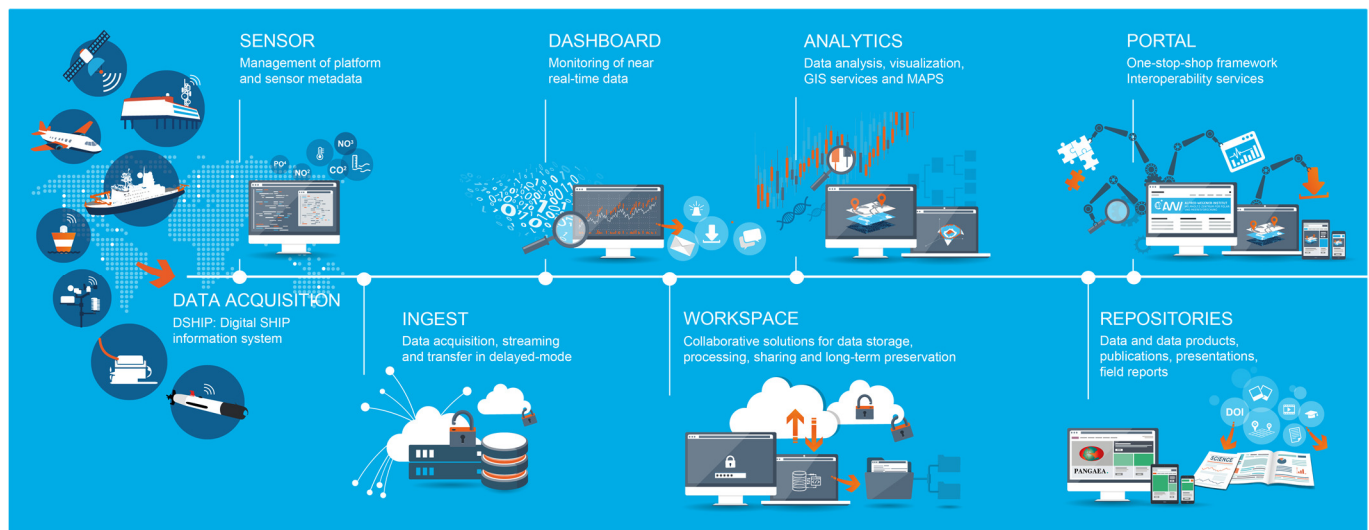 SENSOR
Management of platform
and sensor metadata
DASHBOARD
Monitoring of near
real-time data
ANALYTICS
Data analysis, visualization,
GIS services and MAPS
PORTAL
One-stop-shop framework
Interoperability services
PO⁴
NO²
NO³
CO²
AWI
DATA ACQUISITION
DSHIP: Digital SHIP
information system
INGEST
Data acquisition, streaming
and transfer in delayed-mode
WORKSPACE
Collaborative solutions for data storage,
processing, sharing and long-term preservation
REPOSITORIES
Data and data products,
publications, presentations,
field reports
DOI
SCIENCE
PANGAEA.